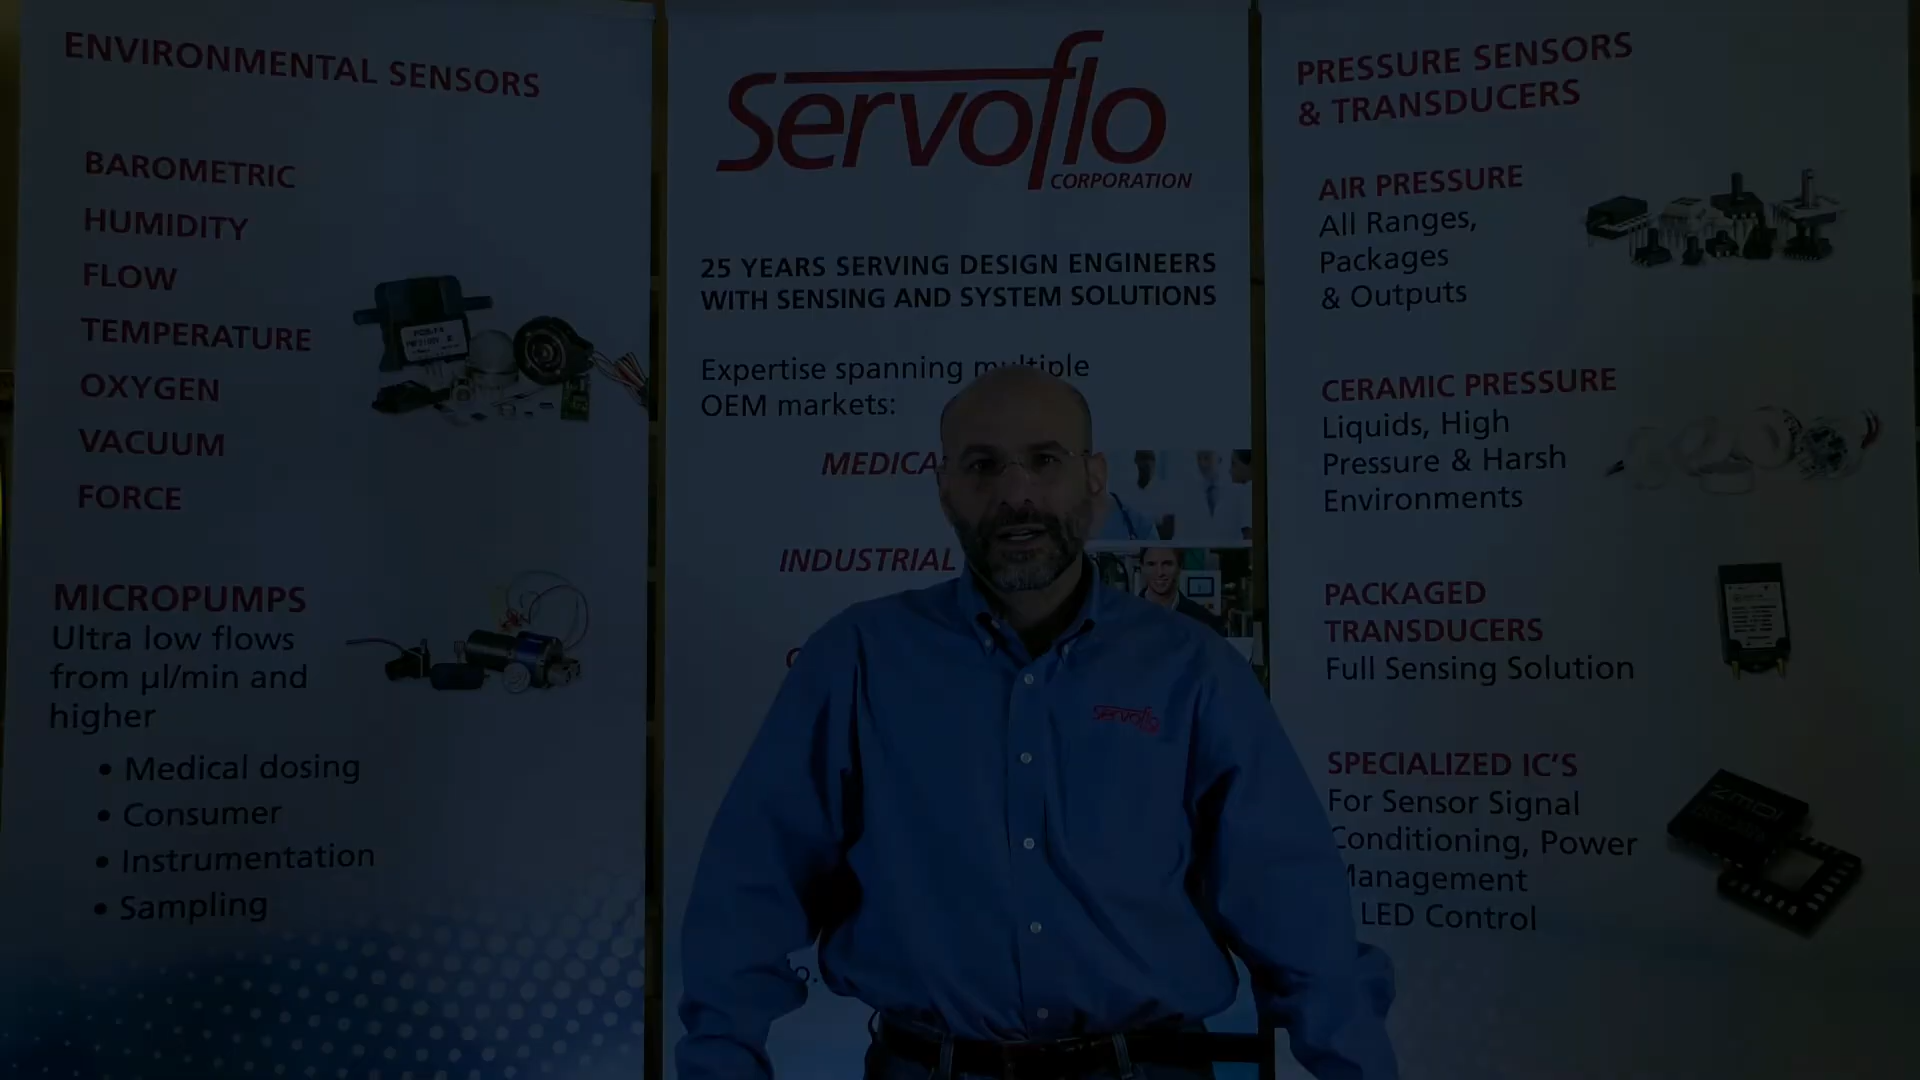 ENVIRONMENTAL SENSORS
BAROMETRIC
HUMIDITY
FLOW
TEMPERATURE
OXYGEN
VACUUM
FORCE
MICROPUMPS
Ultra low flows
from µl/min and
higher
• Medical dosing
• Consumer
• Instrumentation
• Sampling
Servoflo
CORPORATION
25 YEARS SERVING DESIGN ENGINEERS
WITH SENSING AND SYSTEM SOLUTIONS
Expertise spanning multiple
OEM markets:
MEDICA
INDUSTRIAL
servoflo
PRESSURE SENSORS
& TRANSDUCERS
AIR PRESSURE
All Ranges,
Packages
& Outputs
CERAMIC PRESSURE
Liquids, High
Pressure & Harsh
Environments
PACKAGED
TRANSDUCERS
Full Sensing Solution
SPECIALIZED IC'S
For Sensor Signal
Conditioning, Power
Management
LED Control
ZMDI